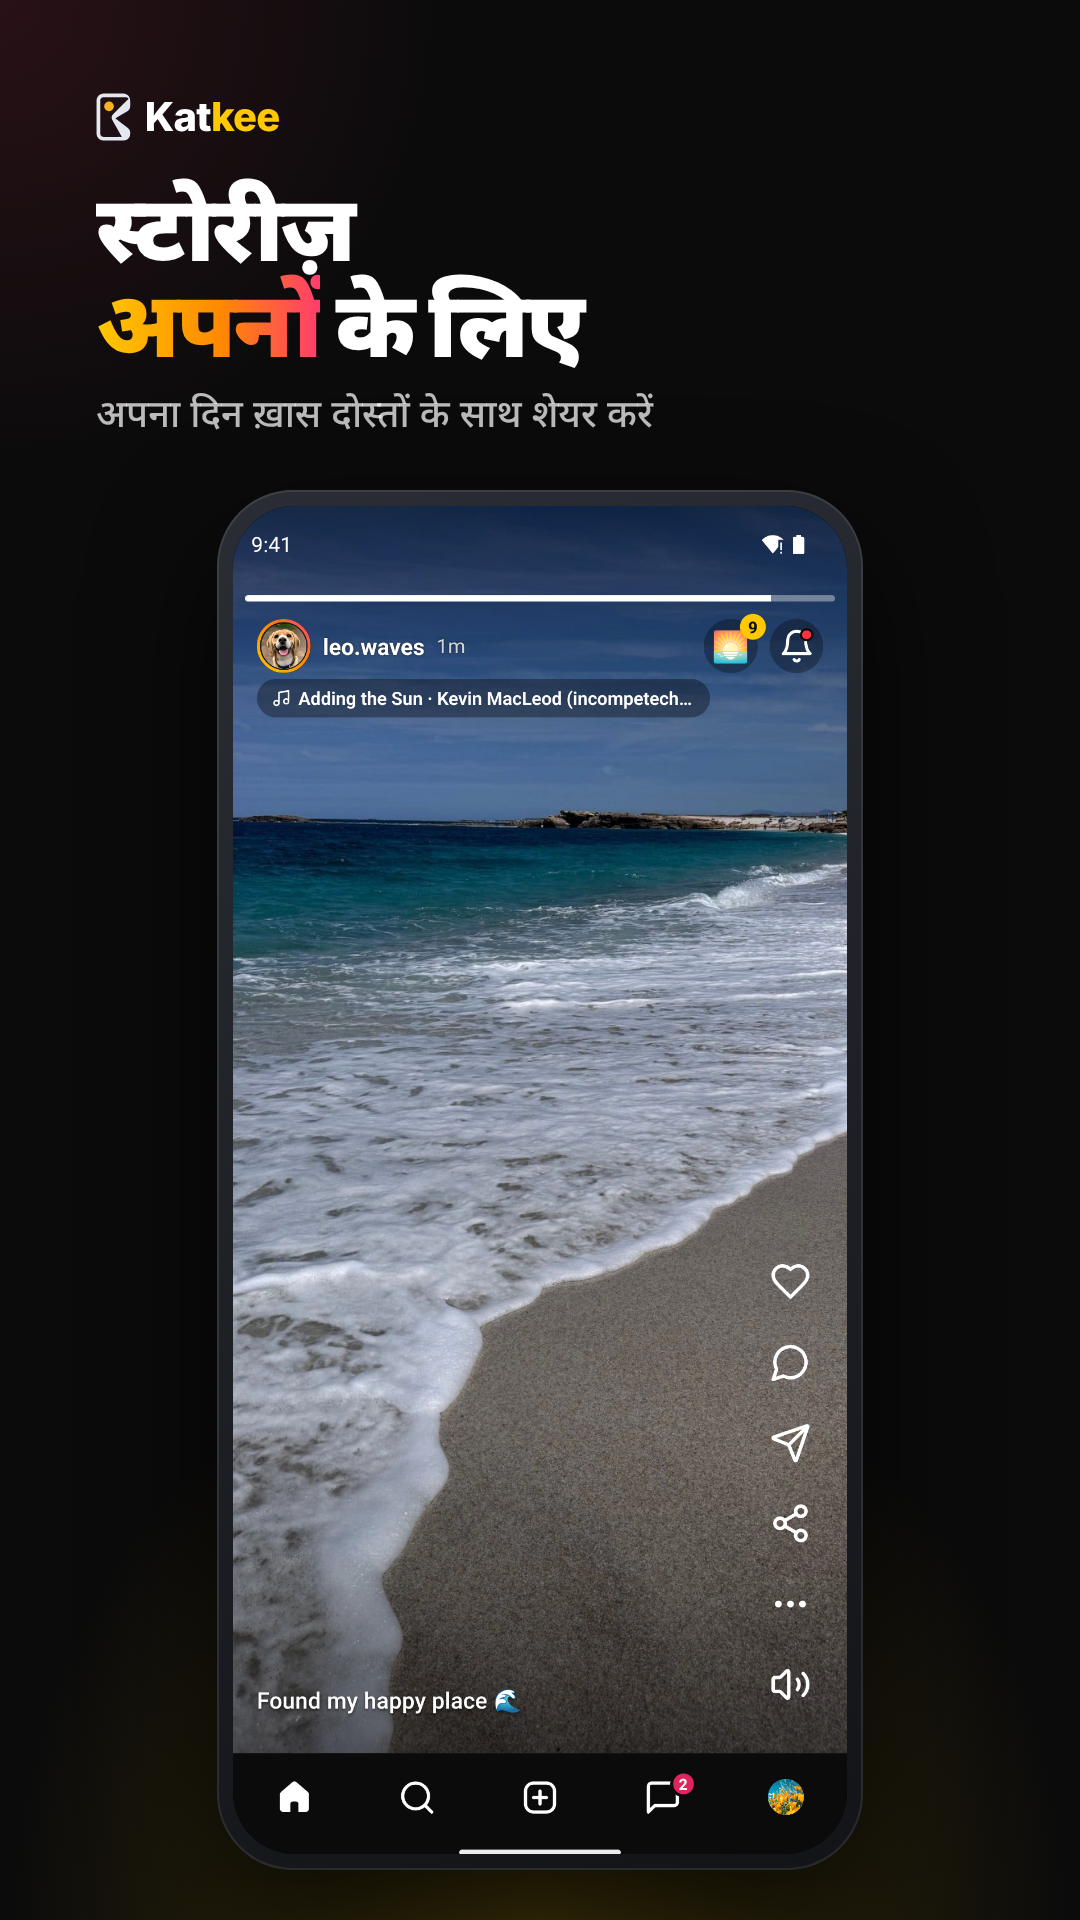 Katkee
स्टोरीज़
अपनों के लिए
अपना दिन ख़ास दोस्तों के साथ शेयर करें
9:41
leo.waves 1m
9
Adding the Sun · Kevin MacLeod (incompetech...
Found my happy place 🌊
2